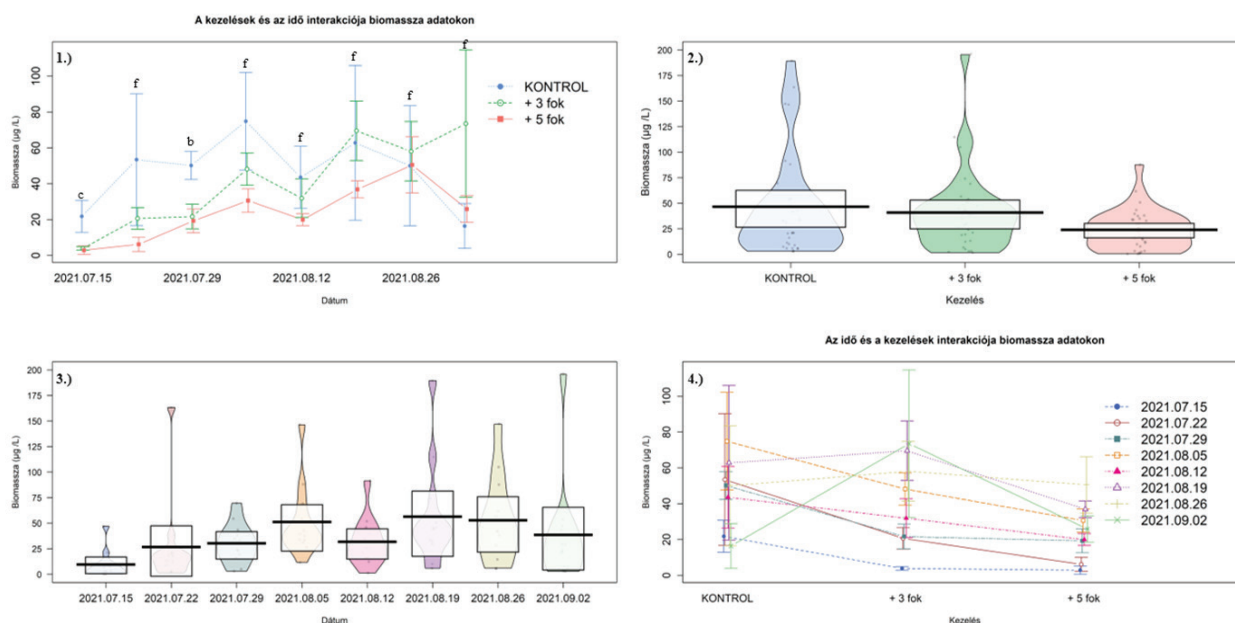 A kezelések és az idő interakciója biomassza adatokon
1.)
Biomassza (µg /L)
100
80
60
40
20
0
c
f
b
f
f
f
f
f
KONTROL
+ 3 fok
+ 5 fok
2021.07.15
2021.07.29
2021.08.12
2021.08.26
Dátum
2.)
Biomassza (µg /L)
200
175
150
125
100
75
50
25
0
KONTROL
+ 3 fok
+ 5 fok
Kezelés
3.)
Biomassza (µg /L)
200
175
150
125
100
75
50
25
0
2021.07.15
2021.07.22
2021.07.29
2021.08.05
2021.08.12
2021.08.19
2021.08.26
2021.09.02
Dátum
Az idő és a kezelések interakciója biomassza adatokon
4.)
Biomassza (µg /L)
100
80
60
40
20
0
2021.07.15
2021.07.22
2021.07.29
2021.08.05
2021.08.12
2021.08.19
2021.08.26
2021.09.02
KONTROL
+ 3 fok
+ 5 fok
Kezelés